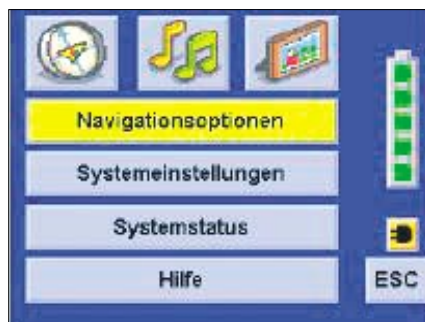 Navigationsoptionen
Systemeinstellungen
Systemstatus
Hilfe
ESC